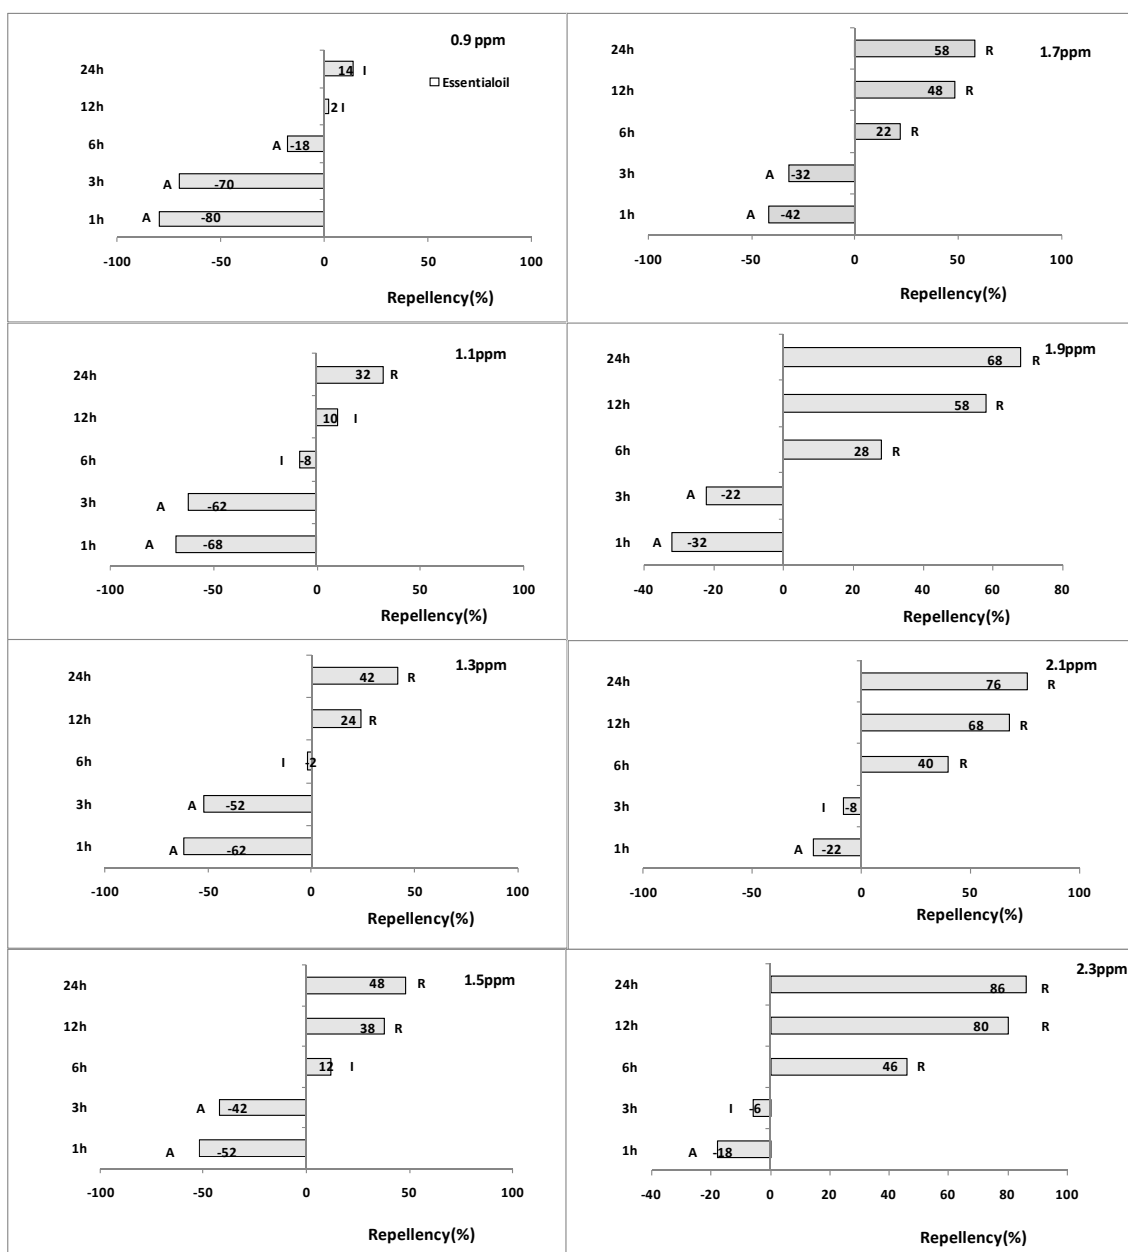 0.9 ppm
Essentialoil
24h 14 I
12h 2 I
6h A -18
3h A -70
1h A -80
-100 -50 0 50 100
Repellency(%)
1.7ppm
24h 58 R
12h 48 R
6h 22 R
3h A -32
1h A -42
-100 -50 0 50 100
Repellency(%)
1.1ppm
24h 32 R
12h 10 I
6h I -8
3h A -62
1h A -68
-100 -50 0 50 100
Repellency(%)
1.9ppm
24h 68 R
12h 58 R
6h 28 R
3h A -22
1h A -32
-40 -20 0 20 40 60 80
Repellency(%)
1.3ppm
24h 42 R
12h 24 R
6h I -2
3h A -52
1h A -62
-100 -50 0 50 100
Repellency(%)
2.1ppm
24h 76 R
12h 68 R
6h 40 R
3h I -8
1h A -22
-100 -50 0 50 100
Repellency(%)
1.5ppm
24h 48 R
12h 38 R
6h 12 I
3h A -42
1h A -52
-100 -50 0 50 100
Repellency(%)
2.3ppm
24h 86 R
12h 80 R
6h 46 R
3h I -6
1h A -18
-40 -20 0 20 40 60 80 100
Repellency(%)